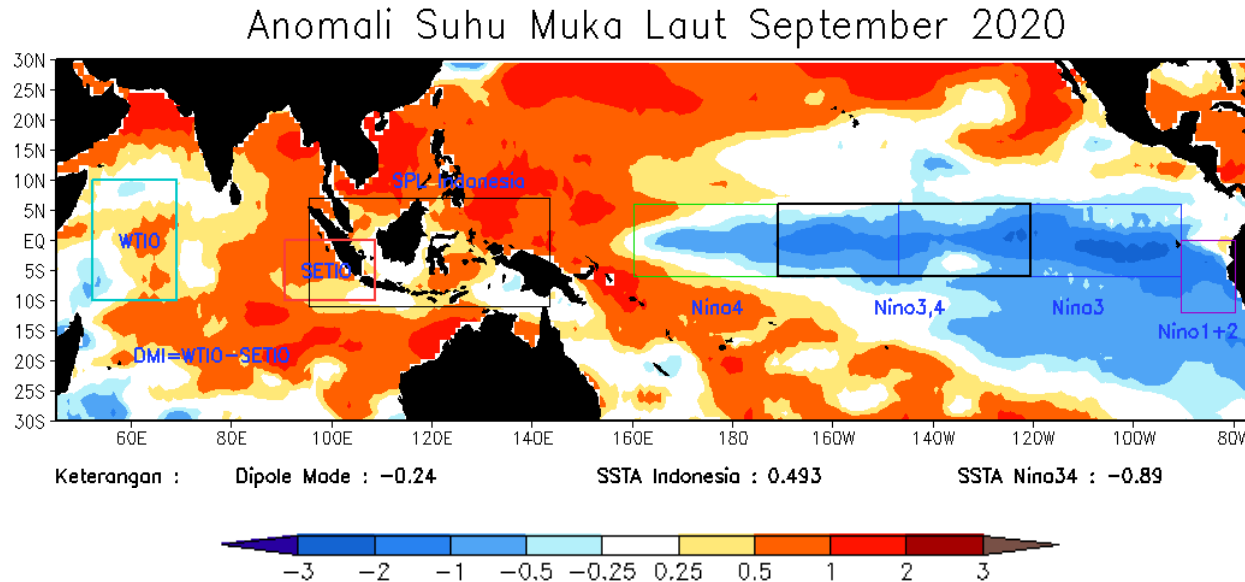 Anomali Suhu Muka Laut September 2020
30N
25N
20N
15N
10N
5N
EQ
5S
10S
15S
20S
25S
30S
SPL Indonesia
WTIO
SETIO
Nino4
Nino3,4
Nino3
Nino1+2
DMI=WTIO-SETIO
60E 80E 100E 120E 140E 160E 180 160W 140W 120W 100W 80W
Keterangan : Dipole Mode : -0.24 SSTA Indonesia : 0.493 SSTA Nino34 : -0.89
-3 -2 -1 -0.5 -0.25 0.25 0.5 1 2 3